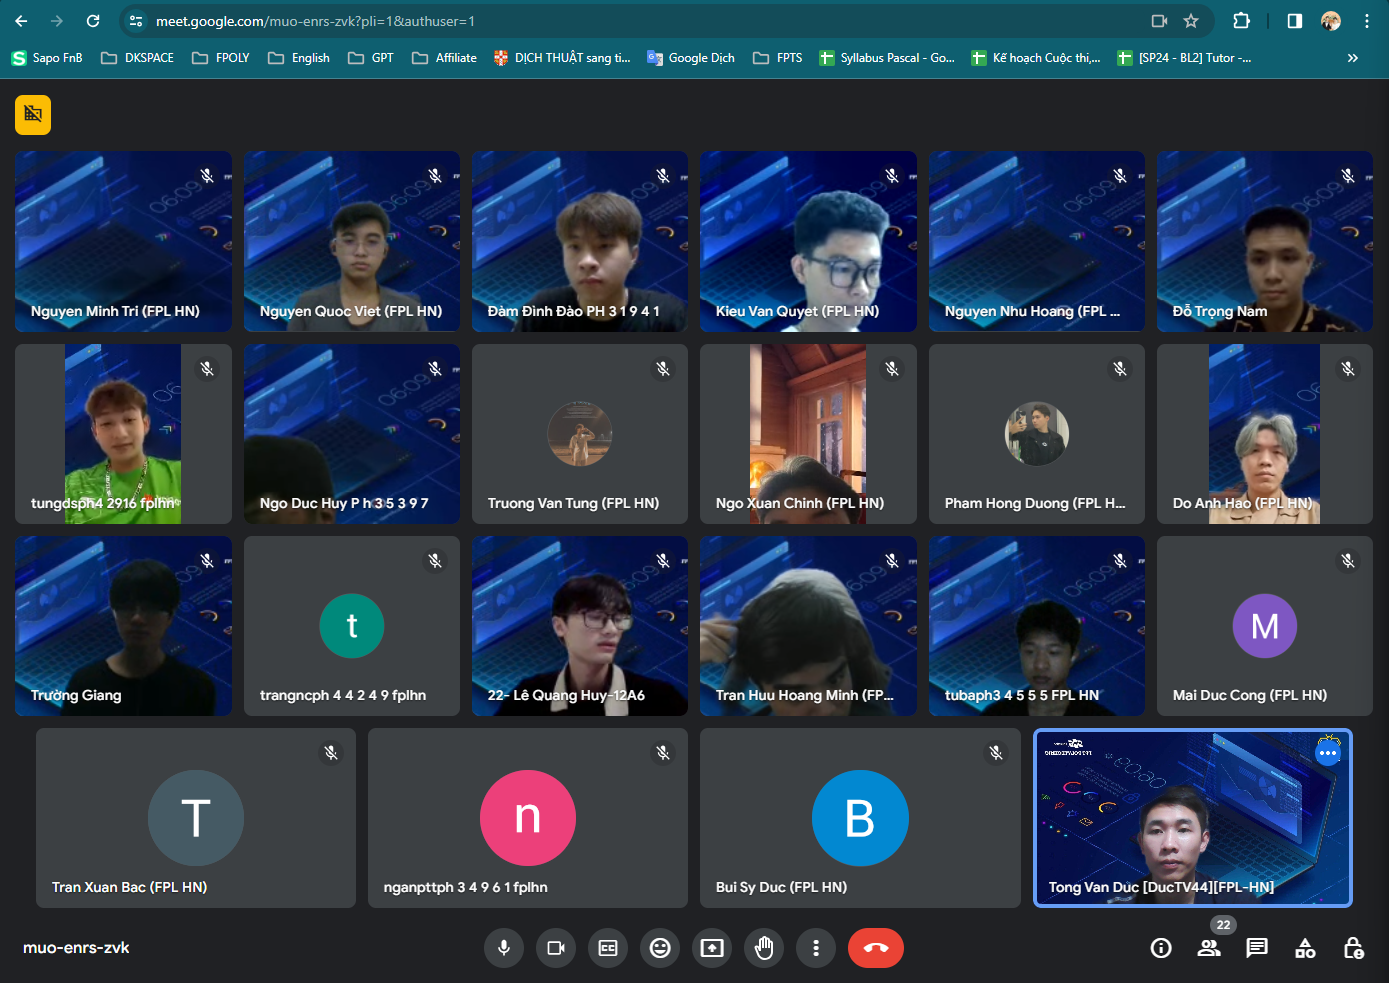 meet.google.com/muo-enrs-zvk?pli=1&authuser=1
Sapo FnB DKSPACE FPOLY English GPT Affiliate DỊCH THUẬT sang ti... Google Dịch FPTS Syllabus Pascal - Go... Kế hoạch Cuộc thi,... [SP24 - BL2] Tutor -...
Nguyen Minh Tri (FPL HN)
Nguyen Quoc Viet (FPL HN)
Đàm Đình Đào PH 3 1 9 4 1
Kieu Van Quyet (FPL HN)
Nguyen Nhu Hoang (FPL ...
Đỗ Trọng Nam
tungdsph4 2916 fplhn
Ngo Duc Huy P h 3 5 3 9 7
Truong Van Tung (FPL HN)
Ngo Xuan Chinh (FPL HN)
Pham Hong Duong (FPL H...
Do Anh Hao (FPL HN)
Trường Giang
t
trangncph 4 4 2 4 9 fplhn
22- Lê Quang Huy-12A6
Tran Huu Hoang Minh (FP...
tubaph3 4 5 5 5 FPL HN
M
Mai Duc Cong (FPL HN)
T
Tran Xuan Bac (FPL HN)
n
nganpttph 3 4 9 6 1 fplhn
B
Bui Sy Duc (FPL HN)
Tong Van Duc [DucTV44][FPL-HN]
muo-enrs-zvk
22